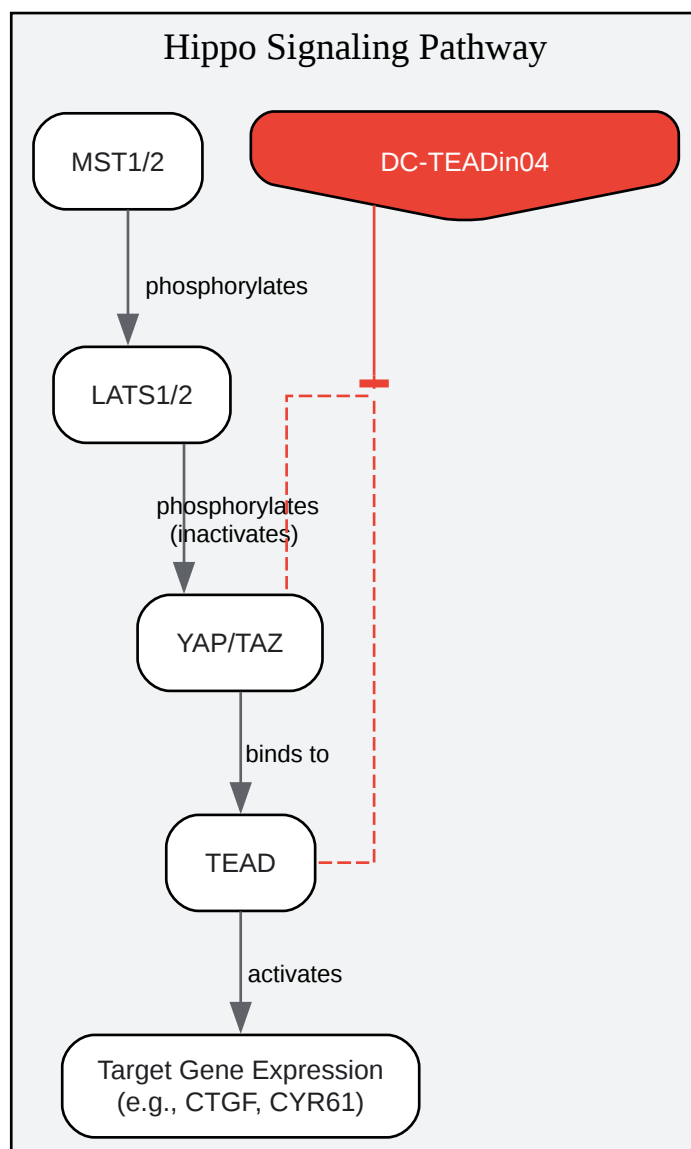 Hippo Signaling Pathway
MST1/2
DC-TEADin04
phosphorylates
LATS1/2
phosphorylates
(inactivates)
YAP/TAZ
binds to
TEAD
activates
Target Gene Expression
(e.g., CTGF, CYR61)